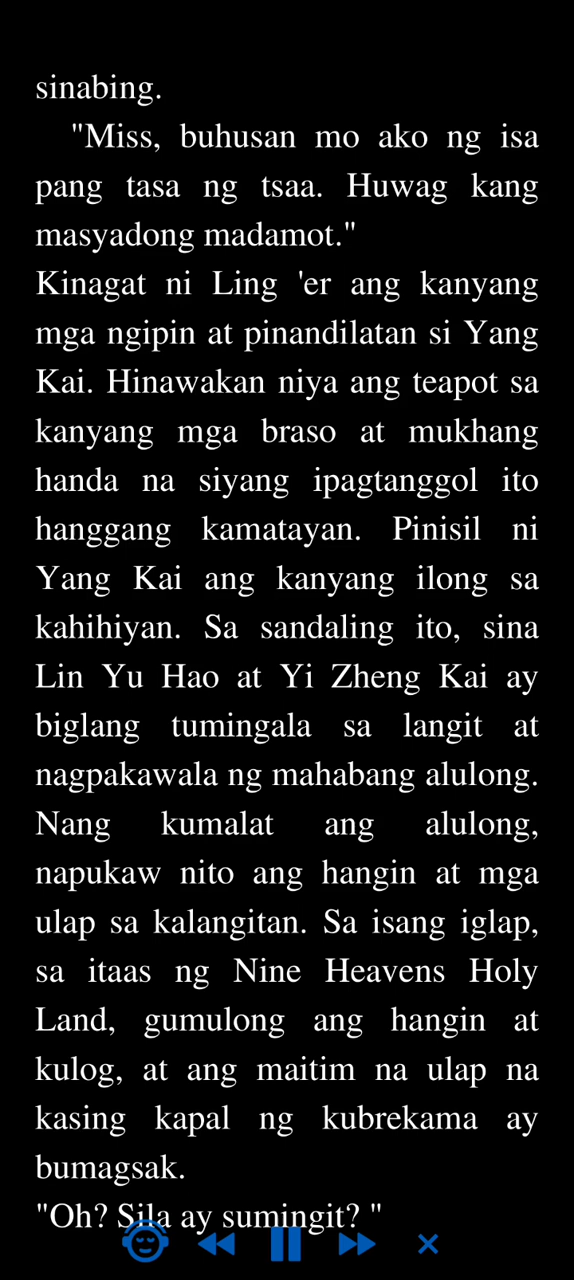 sinabing.
"Miss, buhusan mo ako ng isa
pang tasa ng tsaa. Huwag kang
masyadong madamot."
Kinagat ni Ling 'er ang kanyang
mga ngipin at pinandilatan si Yang
Kai. Hinawakan niya ang teapot sa
kanyang mga braso at mukhang
handa na siyang ipagtanggol ito
hanggang kamatayan. Pinisil ni
Yang Kai ang kanyang ilong sa
kahihiyan. Sa sandaling ito, sina
Lin Yu Hao at Yi Zheng Kai ay
biglang tumingala sa langit at
nagpakawala ng mahabang alulong.
Nang kumalat ang alulong,
napukaw nito ang hangin at mga
ulap sa kalangitan. Sa isang iglap,
sa itaas ng Nine Heavens Holy
Land, gumulong ang hangin at
kulog, at ang maitim na ulap na
kasing kapal ng kubrekama ay
bumagsak.
"Oh? Sila ay sumingit? "